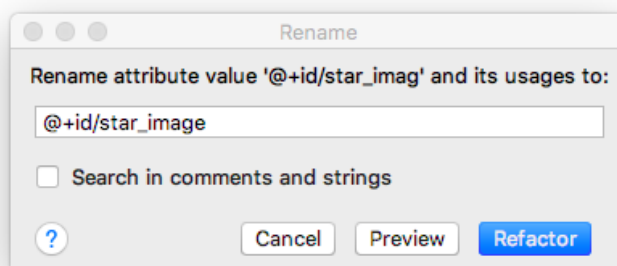 Rename
Rename attribute value '@+id/star_imag' and its usages to:
@+id/star_image
Search in comments and strings
? Cancel Preview Refactor